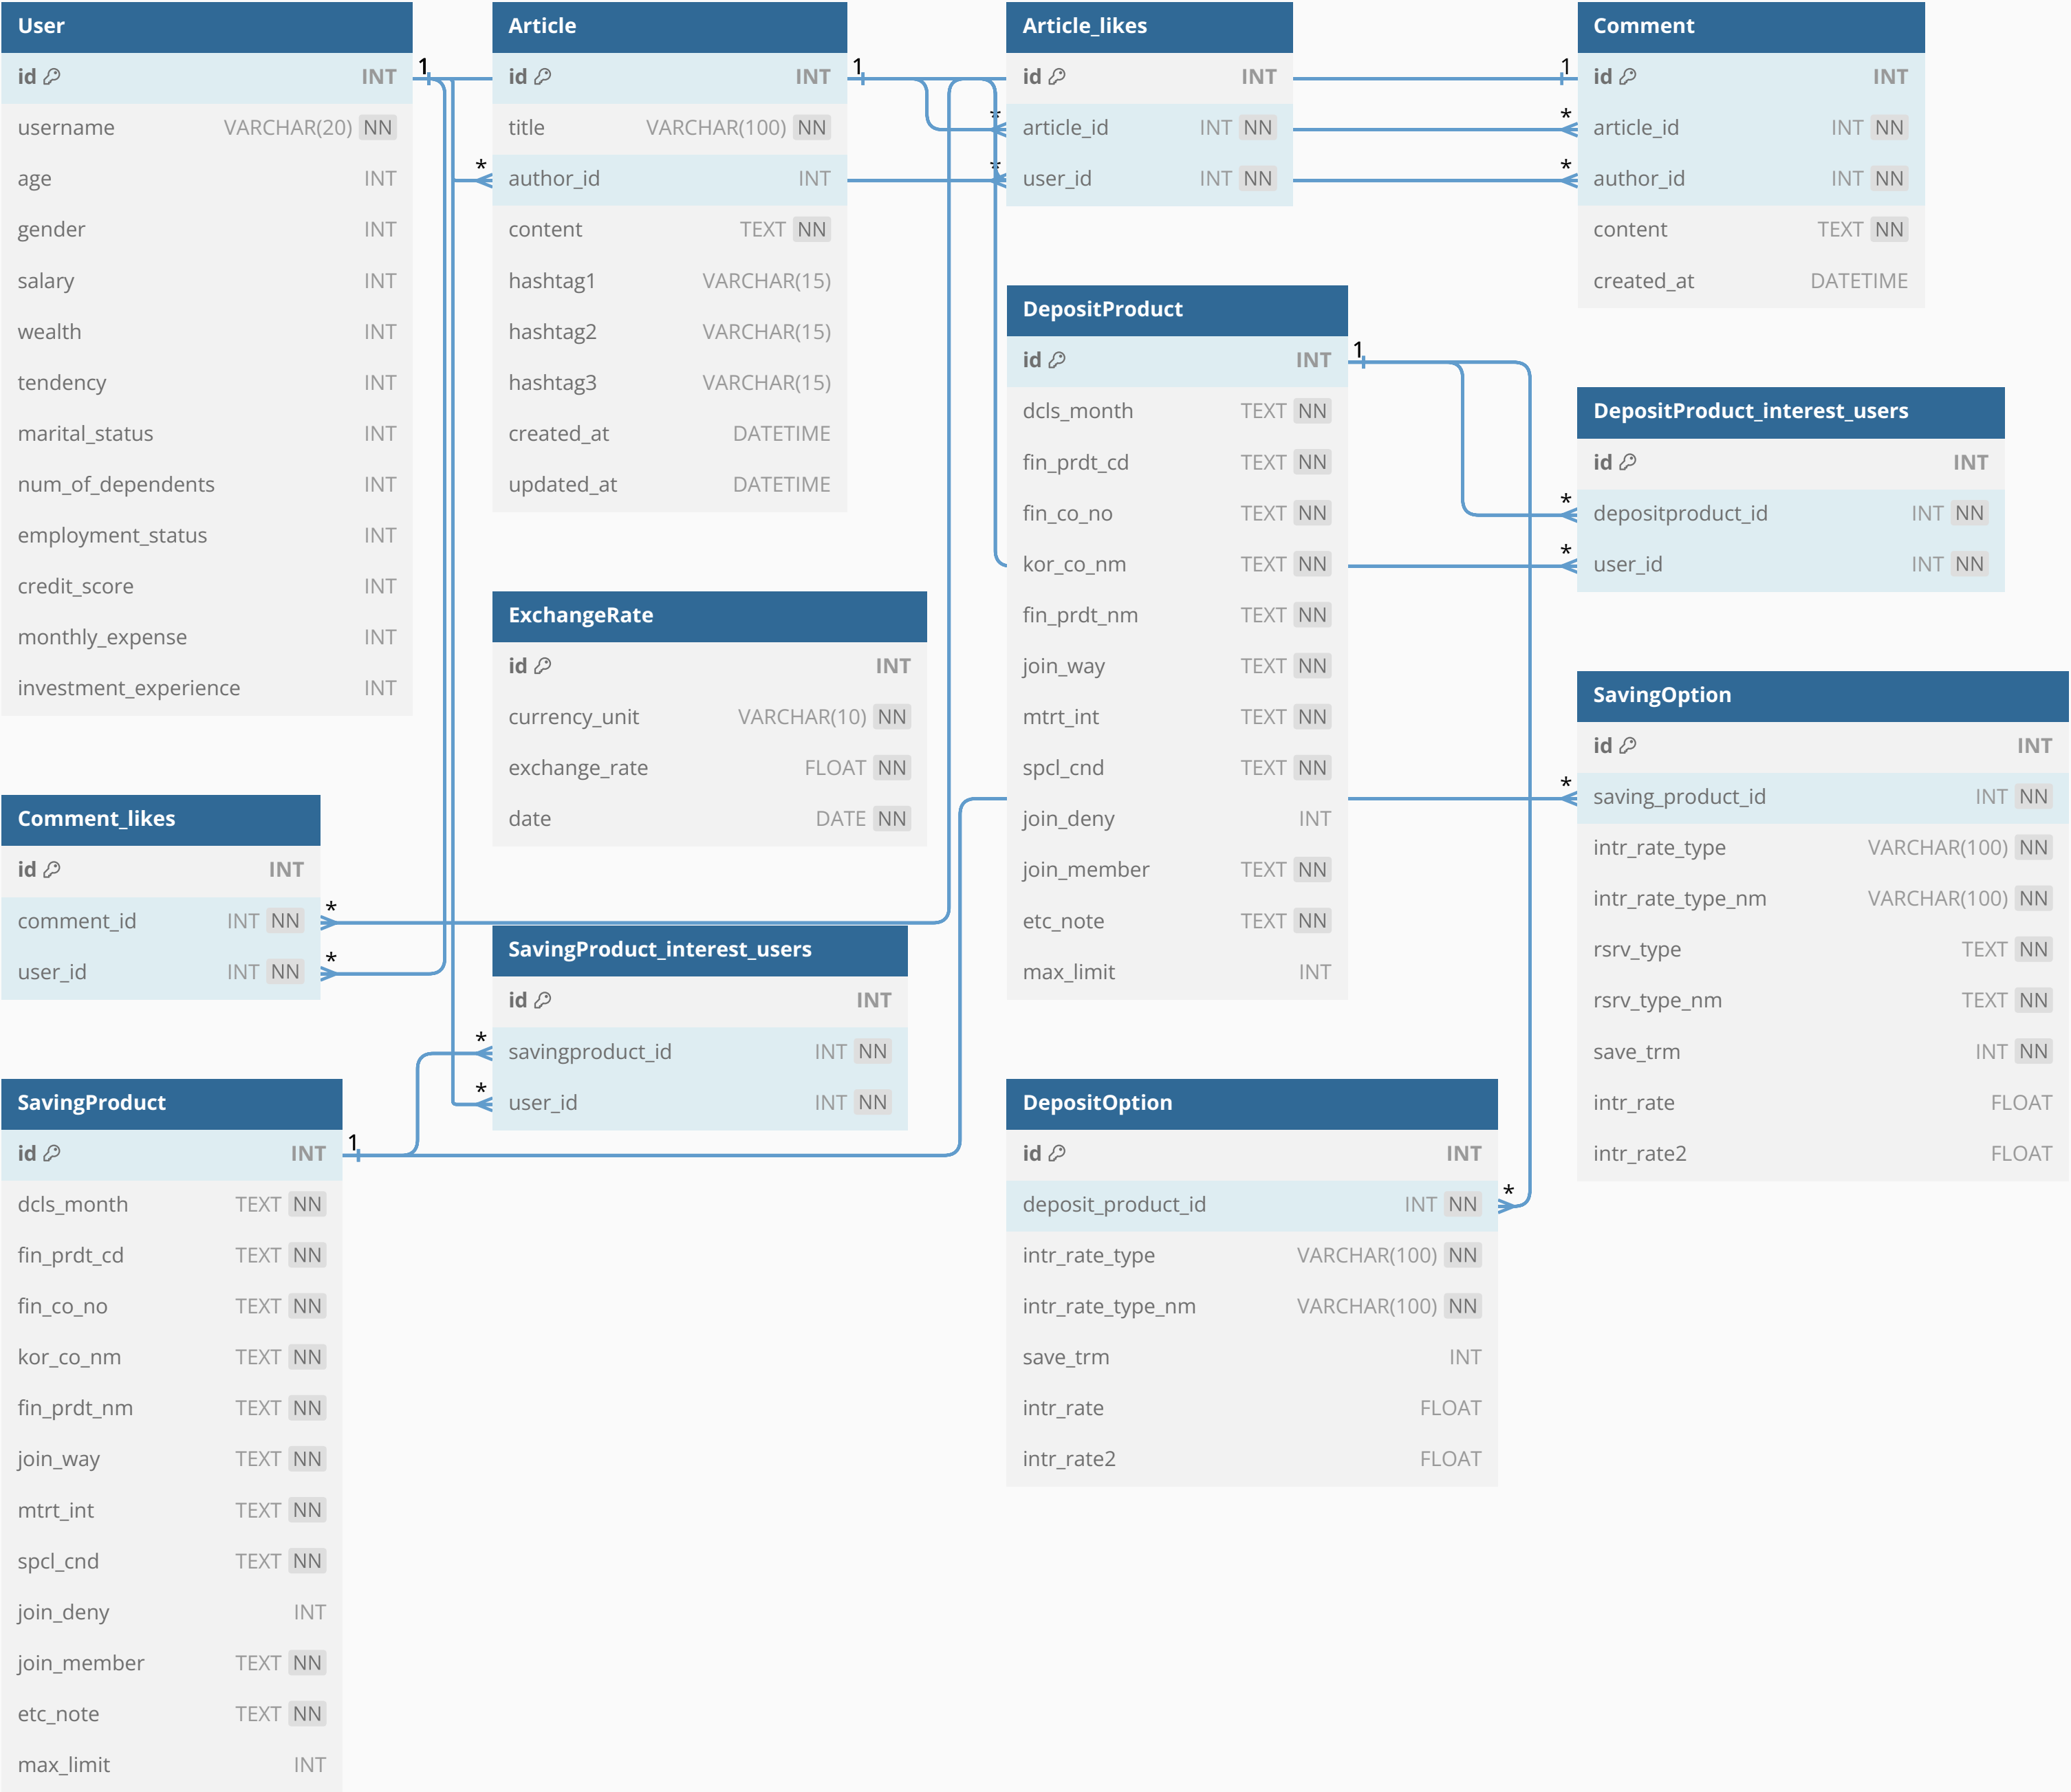 User
id INT
username VARCHAR(20) NN
age INT
gender INT
salary INT
wealth INT
tendency INT
marital_status INT
num_of_dependents INT
employment_status INT
credit_score INT
monthly_expense INT
investment_experience INT
1
Article
id INT
title VARCHAR(100) NN
* author_id INT
content TEXT NN
hashtag1 VARCHAR(15)
hashtag2 VARCHAR(15)
hashtag3 VARCHAR(15)
created_at DATETIME
updated_at DATETIME
1
Article_likes
id INT
* article_id INT NN
* user_id INT NN
Comment
1 id INT
* article_id INT NN
* author_id INT NN
content TEXT NN
created_at DATETIME
DepositProduct
id INT 1
dcls_month TEXT NN
fin_prdt_cd TEXT NN
fin_co_no TEXT NN
kor_co_nm TEXT NN
fin_prdt_nm TEXT NN
join_way TEXT NN
mtrt_int TEXT NN
spcl_cnd TEXT NN
join_deny INT
join_member TEXT NN
etc_note TEXT NN
max_limit INT
DepositProduct_interest_users
id INT
* depositproduct_id INT NN
* user_id INT NN
ExchangeRate
id INT
currency_unit VARCHAR(10) NN
exchange_rate FLOAT NN
date DATE NN
SavingOption
id INT
* saving_product_id INT NN
intr_rate_type VARCHAR(100) NN
intr_rate_type_nm VARCHAR(100) NN
rsrv_type TEXT NN
rsrv_type_nm TEXT NN
save_trm INT NN
intr_rate FLOAT
intr_rate2 FLOAT
Comment_likes
id INT
comment_id INT NN *
user_id INT NN *
SavingProduct_interest_users
id INT
* savingproduct_id INT NN
* user_id INT NN
SavingProduct
id INT 1
dcls_month TEXT NN
fin_prdt_cd TEXT NN
fin_co_no TEXT NN
kor_co_nm TEXT NN
fin_prdt_nm TEXT NN
join_way TEXT NN
mtrt_int TEXT NN
spcl_cnd TEXT NN
join_deny INT
join_member TEXT NN
etc_note TEXT NN
max_limit INT
DepositOption
id INT
deposit_product_id INT NN *
intr_rate_type VARCHAR(100) NN
intr_rate_type_nm VARCHAR(100) NN
save_trm INT
intr_rate FLOAT
intr_rate2 FLOAT